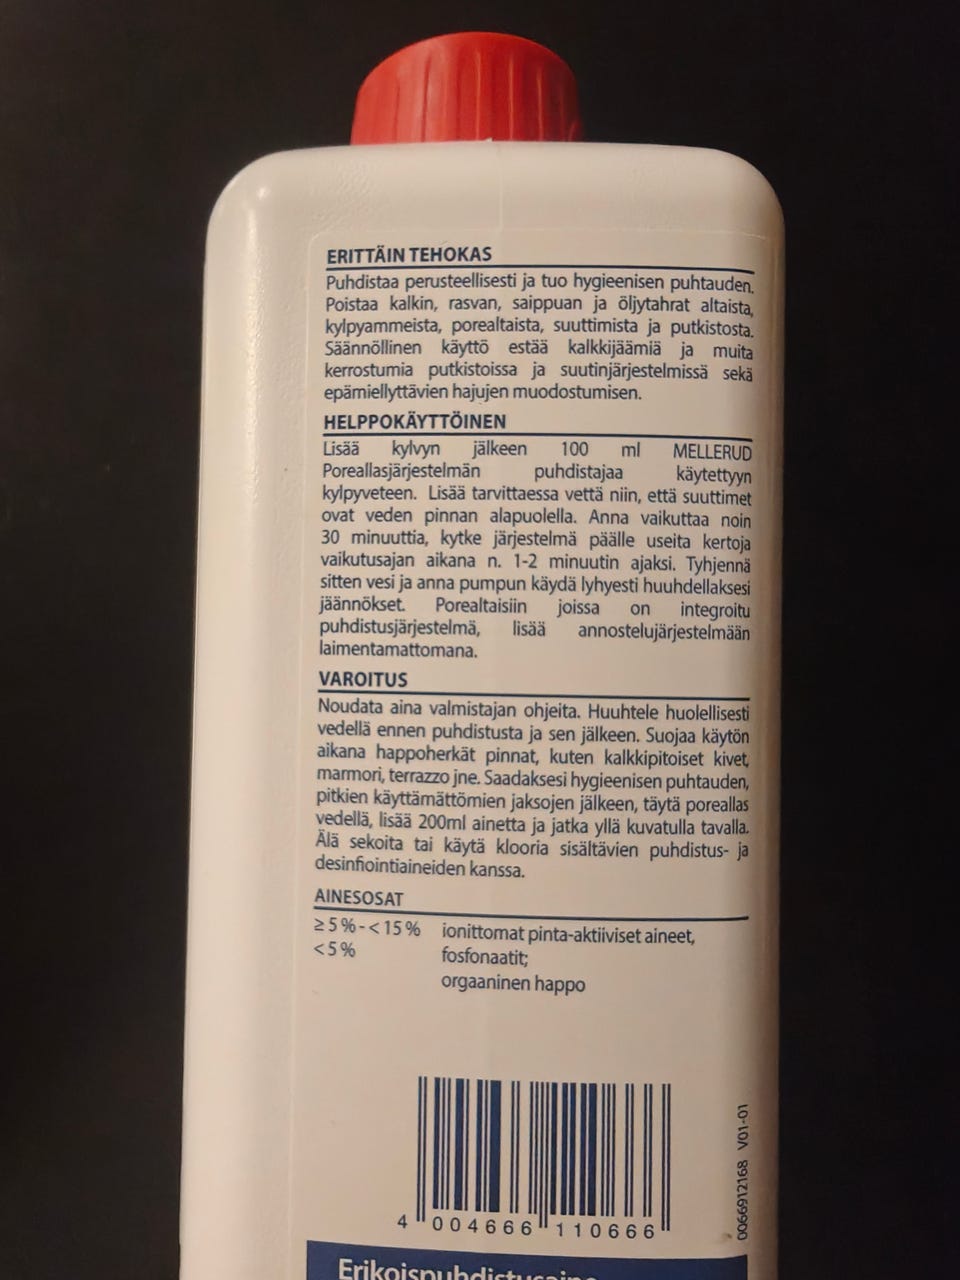 ERITTÄIN TEHOKAS
Puhdistaa perusteellisesti ja tuo hygieenisen puhtauden.
Poistaa kalkin, rasvan, saippuan ja öljytahrat altaista,
kylpyammeista, porealtaista, suuttimista ja putkistosta.
Säännöllinen käyttö estää kalkkijäämiä ja muita
kerrostumia putkistoissa ja suutinjärjestelmissä sekä
epämiellyttävien hajujen muodostumisen.
HELPPOKÄYTTÖINEN
Lisää kylvyn jälkeen 100 ml MELLERUD
Poreallasjärjestelmän puhdistajaa käytettyyn
kylpyveteen. Lisää tarvittaessa vettä niin, että suuttimet
ovat veden pinnan alapuolella. Anna vaikuttaa noin
30 minuuttia, kytke järjestelmä päälle useita kertoja
vaikutusajan aikana n. 1-2 minuutin ajaksi. Tyhjennä
sitten vesi ja anna pumpun käydä lyhyesti huuhdellaksesi
jäännökset. Porealtaisiin joissa on integroitu
puhdistusjärjestelmä, lisää annostelujärjestelmään
laimentamattomana.
VAROITUS
Noudata aina valmistajan ohjeita. Huuhtele huolellisesti
vedellä ennen puhdistusta ja sen jälkeen. Suojaa käytön
aikana happoherkät pinnat, kuten kalkkipitoiset kivet,
marmori, terrazzo jne. Saadaksesi hygieenisen puhtauden,
pitkien käyttämättömien jaksojen jälkeen, täytä poreallas
vedellä, lisää 200ml ainetta ja jatka yllä kuvatulla tavalla.
Älä sekoita tai käytä klooria sisältävien puhdistus- ja
desinfiointiaineiden kanssa.
AINESOSAT
≥ 5 % - < 15 % ionittomat pinta-aktiiviset aineet,
< 5 % fosfonaatit;
orgaaninen happo
4 004666 110666
0066912168 V01-01
Erikoispuhdistusaine